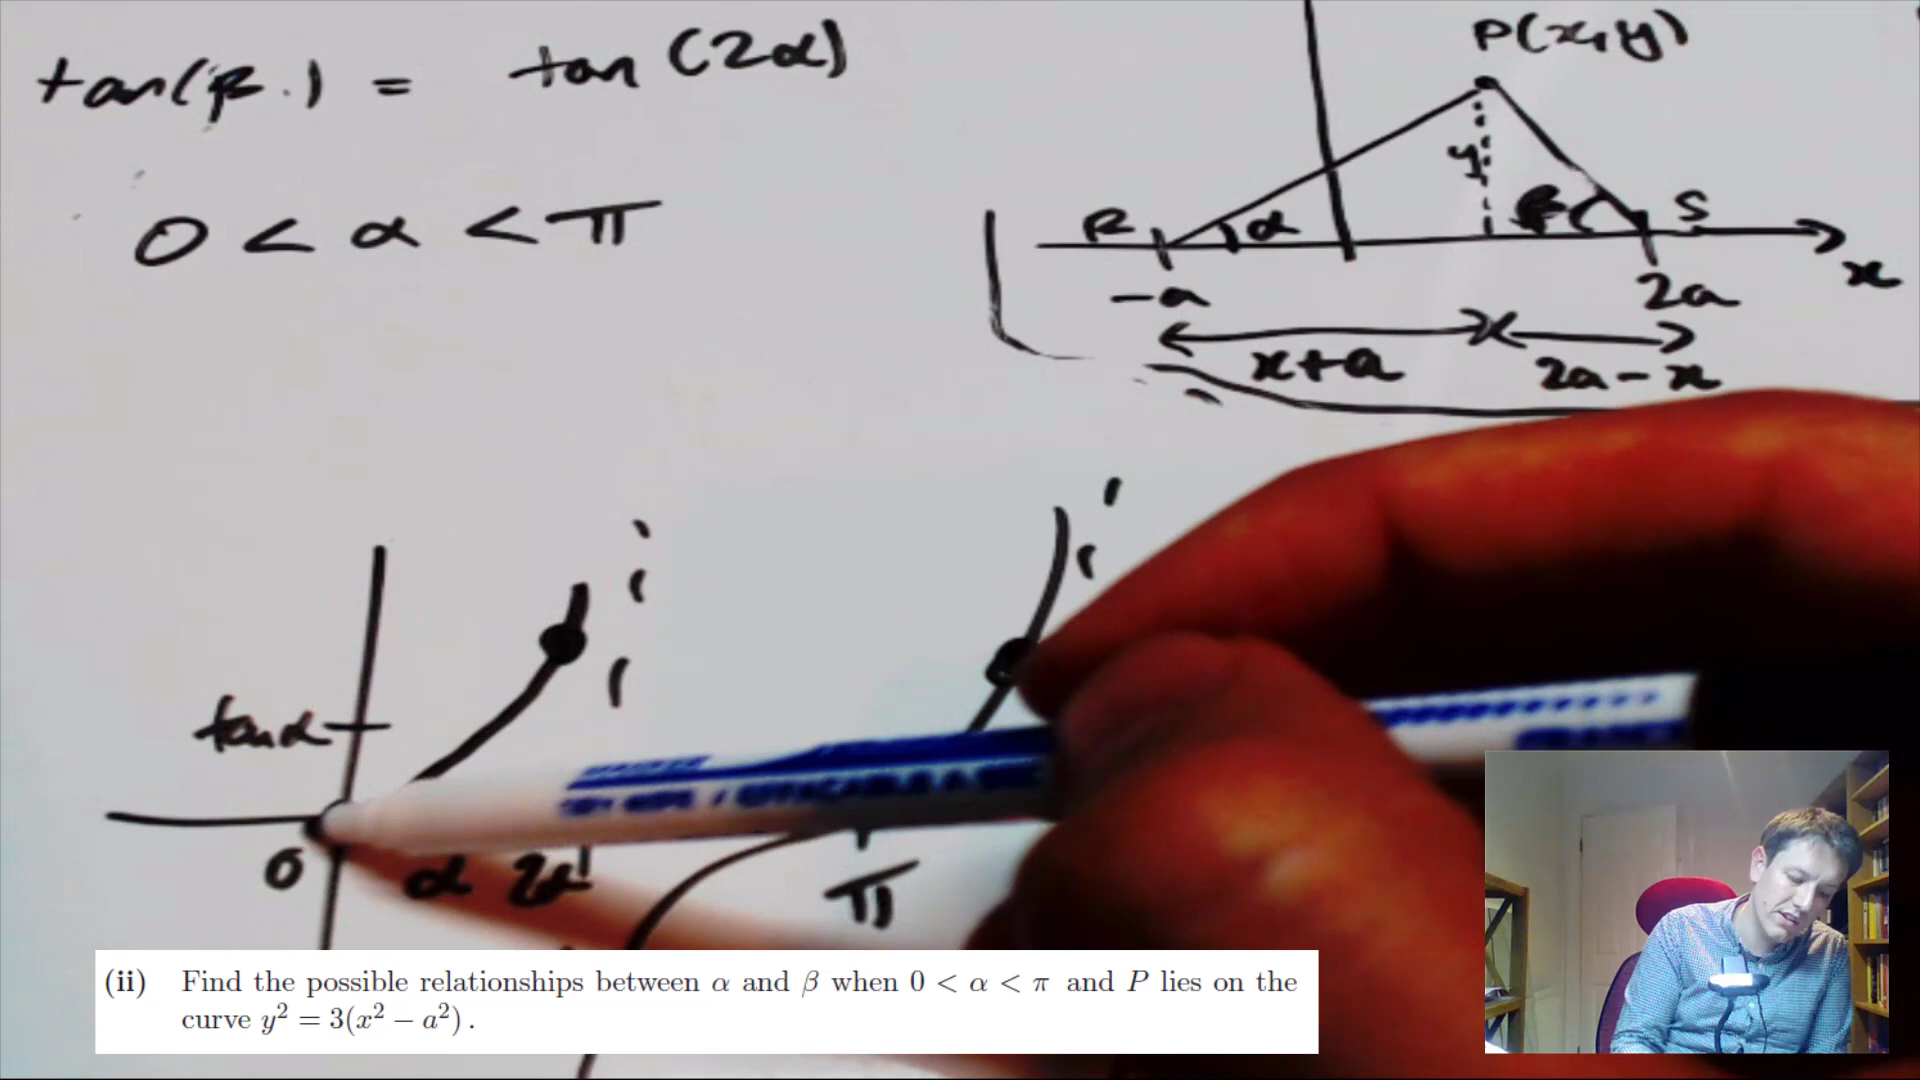 tan(β.) = tan(2α)
0 < α < π
P(x,y)
y
R α β S
-a 2a x
x+a 2a-x
tanα
0 α 2α π
(ii) Find the possible relationships between α and β when 0 < α < π and P lies on the
curve y² = 3(x² − a²).